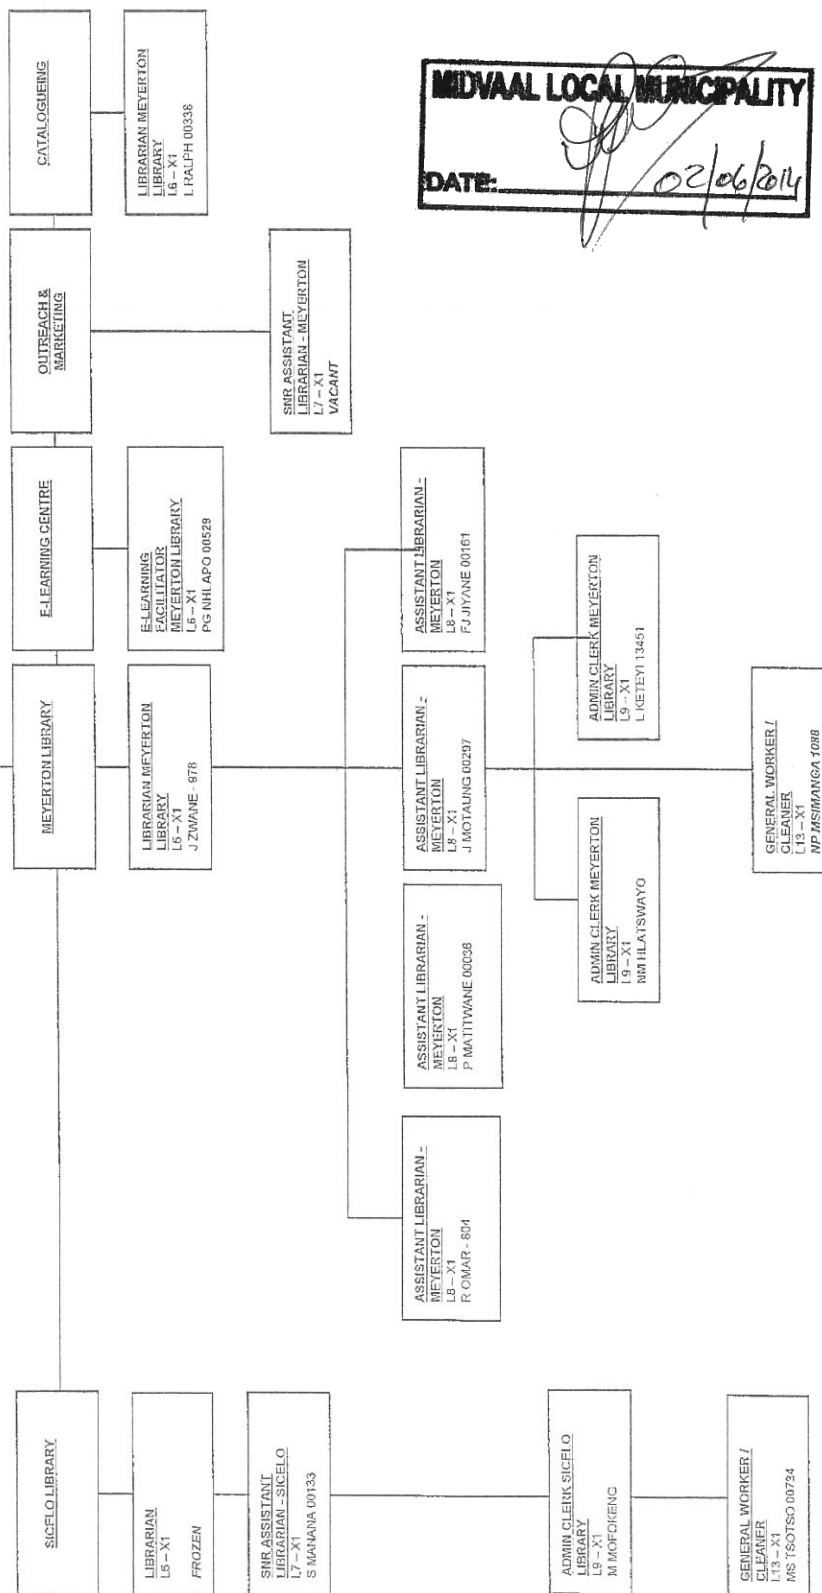 SICELO LIBRARY
MEYERTON LIBRARY
E-LEARNING CENTRE
OUTREACH &
MARKETING
CATALOGUEING
LIBRARIAN
L6 – X1
FROZEN
LIBRARIAN MEYERTON
LIBRARY
L6 – X1
J ZWANE - 978
E-LEARNING
FACILITATOR
MEYERTON LIBRARY
L6 – X1
PG NHLAPO 00529
LIBRARIAN MEYERTON
LIBRARY
L6 – X1
L RALPH 00338
SNR ASSISTANT
LIBRARIAN - SICELO
L7 – X1
S MANANA 00133
SNR ASSISTANT
LIBRARIAN - MEYERTON
L7 – X1
VACANT
ASSISTANT LIBRARIAN -
MEYERTON
L8 – X1
R OMAR - 804
ASSISTANT LIBRARIAN -
MEYERTON
L8 – X1
P MATITWANE 00036
ASSISTANT LIBRARIAN -
MEYERTON
L8 – X1
J MOTAUNG 00297
ASSISTANT LIBRARIAN -
MEYERTON
L8 – X1
FJ JIYANE 00161
ADMIN CLERK SICELO
LIBRARY
L9 – X1
M MOFOKENG
ADMIN CLERK MEYERTON
LIBRARY
L9 – X1
NM HLATSWAYO
ADMIN CLERK MEYERTON
LIBRARY
L9 – X1
L KETEYI 13451
GENERAL WORKER /
CLEANER
L13 – X1
MS TSOTSO 00734
GENERAL WORKER /
CLEANER
L13 – X1
NP MSIMANGA 1088
MIDVAAL LOCAL MUNICIPALITY
DATE: 02/06/2014